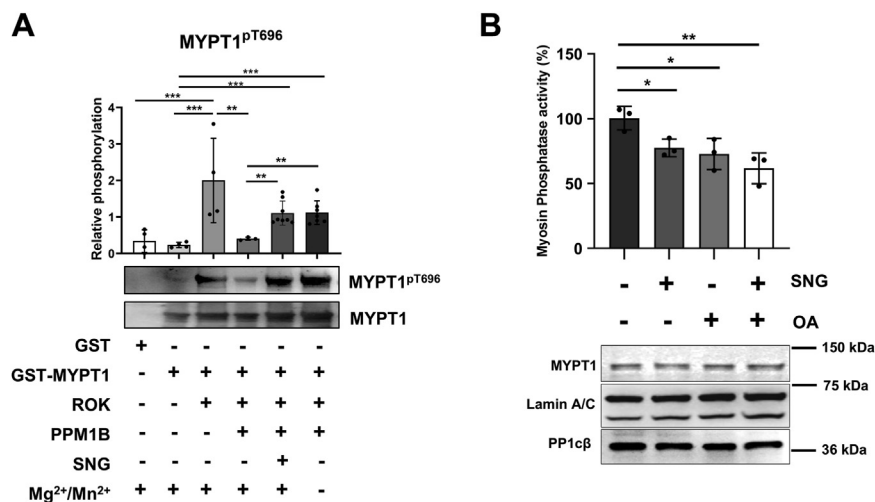 A
MYPT1pT696
***
***
***
***
**
**
**
Relative phosphorylation
4
3
2
1
0
MYPT1pT696
MYPT1
GST + - - - - -
GST-MYPT1 - + + + + +
ROK - - + + + +
PPM1B - - - + + +
SNG - - - - + -
Mg2+/Mn2+ + + + + + -
B
**
*
*
Myosin Phosphatase activity (%)
150
100
50
0
- + - + SNG
- - + + OA
150 kDa
MYPT1
75 kDa
Lamin A/C
PP1cβ
36 kDa